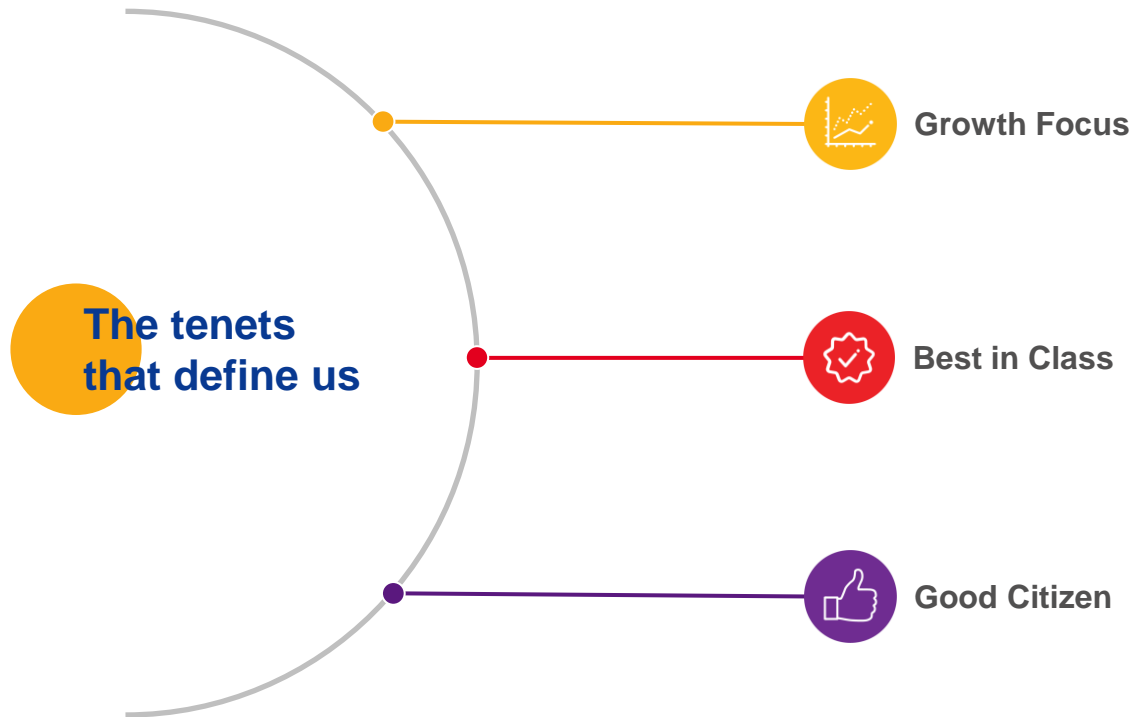 Growth Focus
The tenets
that define us
Best in Class
Good Citizen